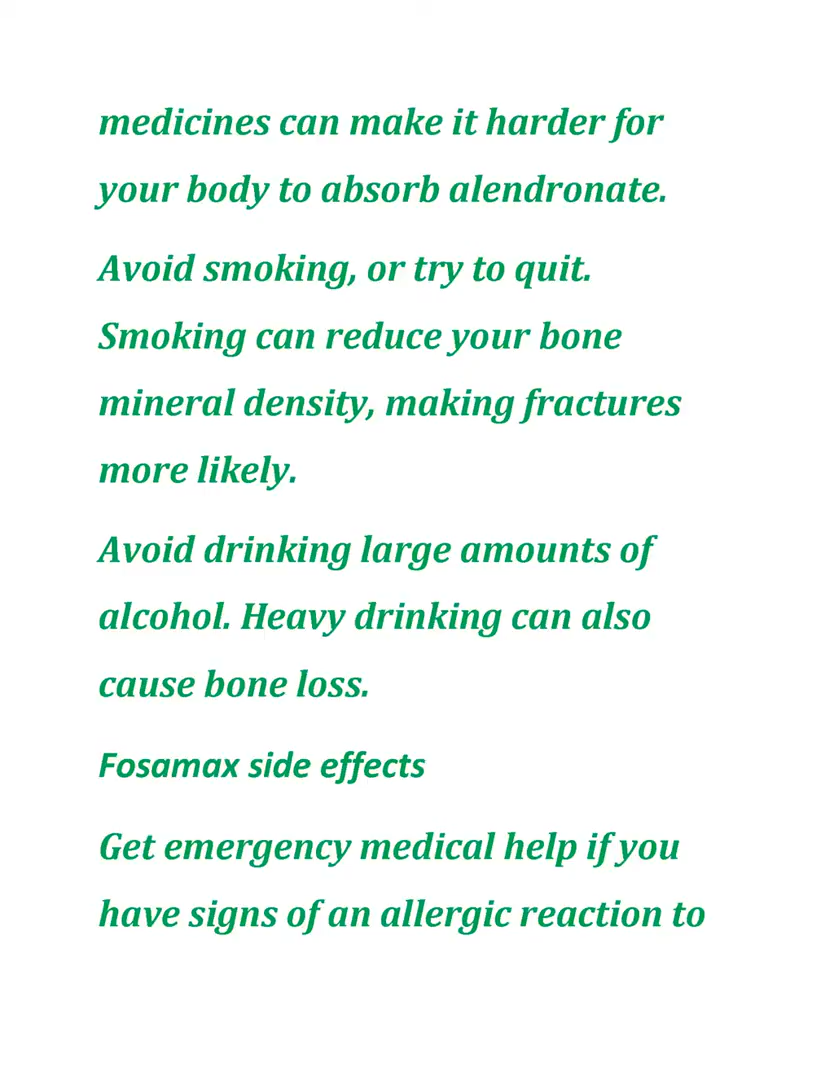 medicines can make it harder for
your body to absorb alendronate.
Avoid smoking, or try to quit.
Smoking can reduce your bone
mineral density, making fractures
more likely.
Avoid drinking large amounts of
alcohol. Heavy drinking can also
cause bone loss.
Fosamax side effects
Get emergency medical help if you
have signs of an allergic reaction to